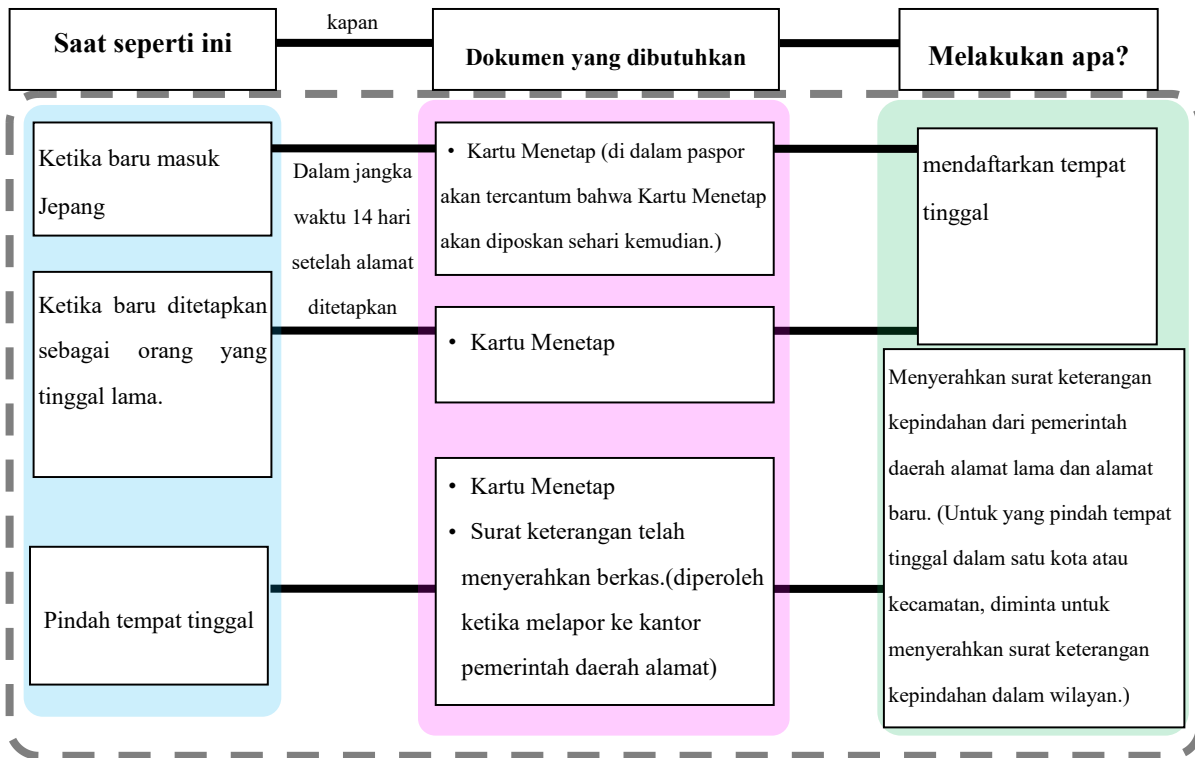 Saat seperti ini
kapan
Dokumen yang dibutuhkan
Melakukan apa?
Ketika baru masuk
Jepang
Dalam jangka
waktu 14 hari
setelah alamat
ditetapkan
・ Kartu Menetap (di dalam paspor
akan tercantum bahwa Kartu Menetap
akan diposkan sehari kemudian.)
mendaftarkan tempat
tinggal
Ketika baru ditetapkan
sebagai orang yang
tinggal lama.
・ Kartu Menetap
Pindah tempat tinggal
・ Kartu Menetap
・ Surat keterangan telah
menyerahkan berkas.(diperoleh
ketika melapor ke kantor
pemerintah daerah alamat)
Menyerahkan surat keterangan
kepindahan dari pemerintah
daerah alamat lama dan alamat
baru. (Untuk yang pindah tempat
tinggal dalam satu kota atau
kecamatan, diminta untuk
menyerahkan surat keterangan
kepindahan dalam wilayan.)